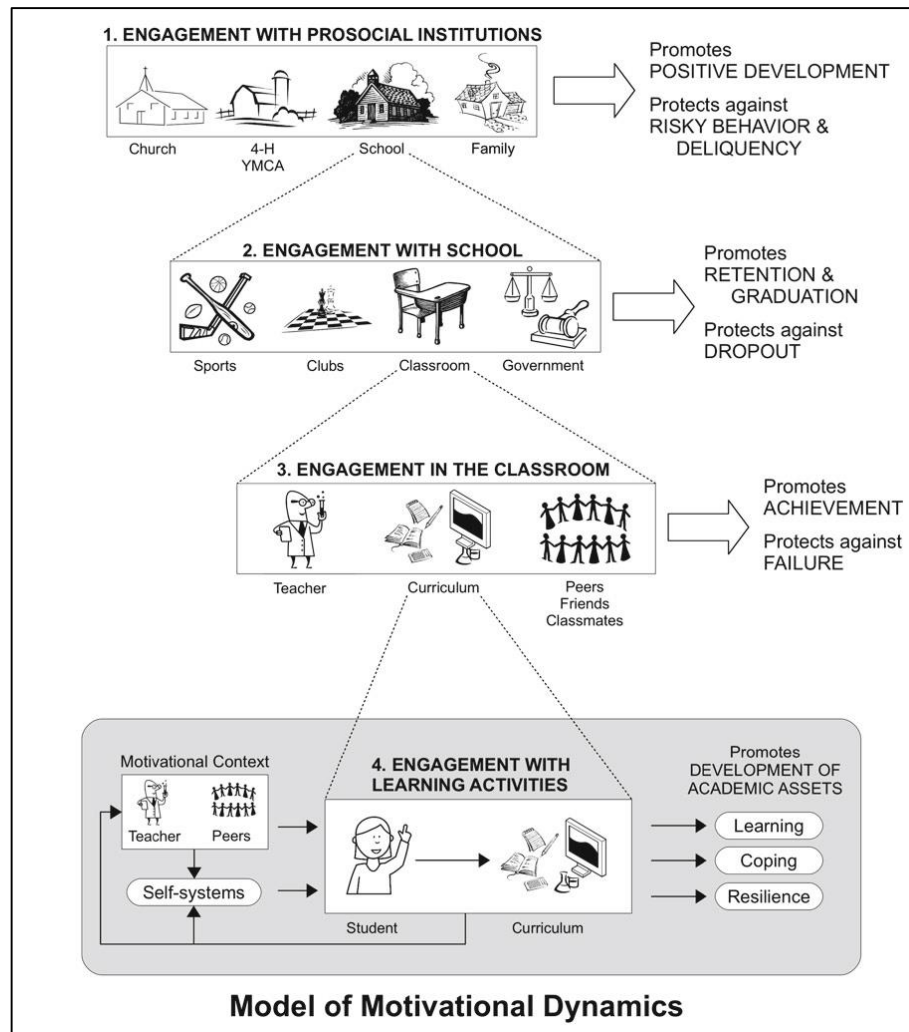 1. ENGAGEMENT WITH PROSOCIAL INSTITUTIONS
Church
4-H
YMCA
School
Family
Promotes
POSITIVE DEVELOPMENT
Protects against
RISKY BEHAVIOR &
DELIQUENCY
2. ENGAGEMENT WITH SCHOOL
Sports
Clubs
Classroom
Government
Promotes
RETENTION &
GRADUATION
Protects against
DROPOUT
3. ENGAGEMENT IN THE CLASSROOM
Teacher
Curriculum
Peers
Friends
Classmates
Promotes
ACHIEVEMENT
Protects against
FAILURE
Motivational Context
Teacher
Peers
Self-systems
4. ENGAGEMENT WITH
LEARNING ACTIVITIES
Student
Curriculum
Promotes
DEVELOPMENT OF
ACADEMIC ASSETS
Learning
Coping
Resilience
Model of Motivational Dynamics